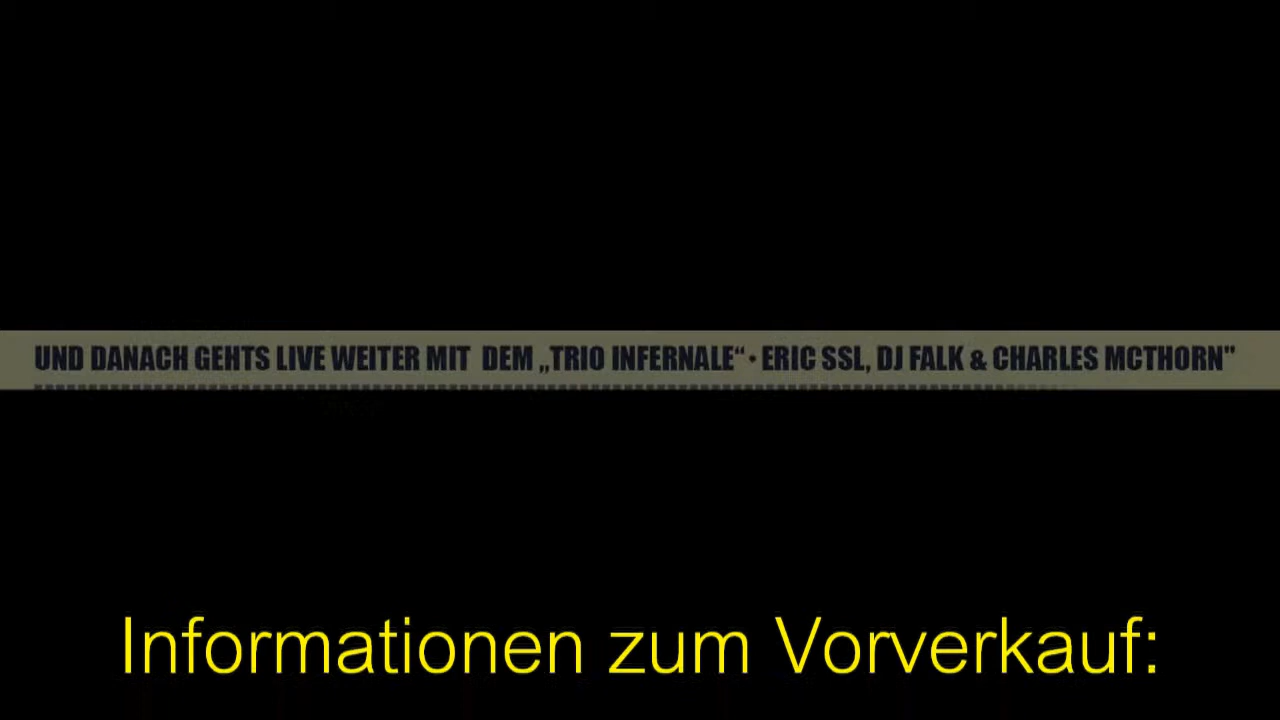 UND DANACH GEHTS LIVE WEITER MIT DEM „TRIO INFERNALE“ • ERIC SSL, DJ FALK & CHARLES MCTHORN"
Informationen zum Vorverkauf: